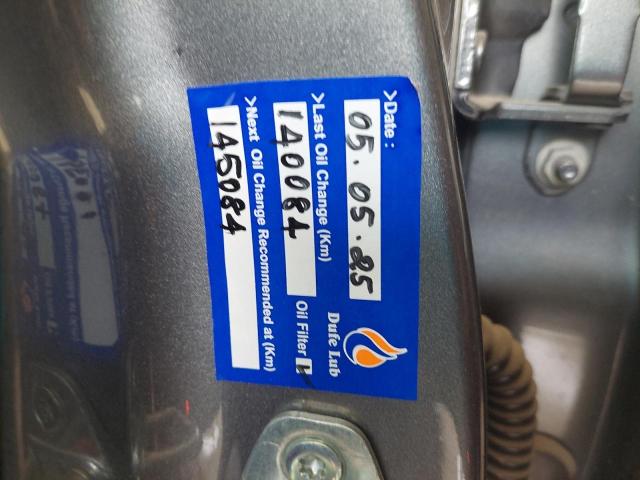 >Date :
05.05.25
Dute Lub
>Last Oil Change (Km)
140084
Oil Filter
>Next Oil Change Recommended at (Km)
145084